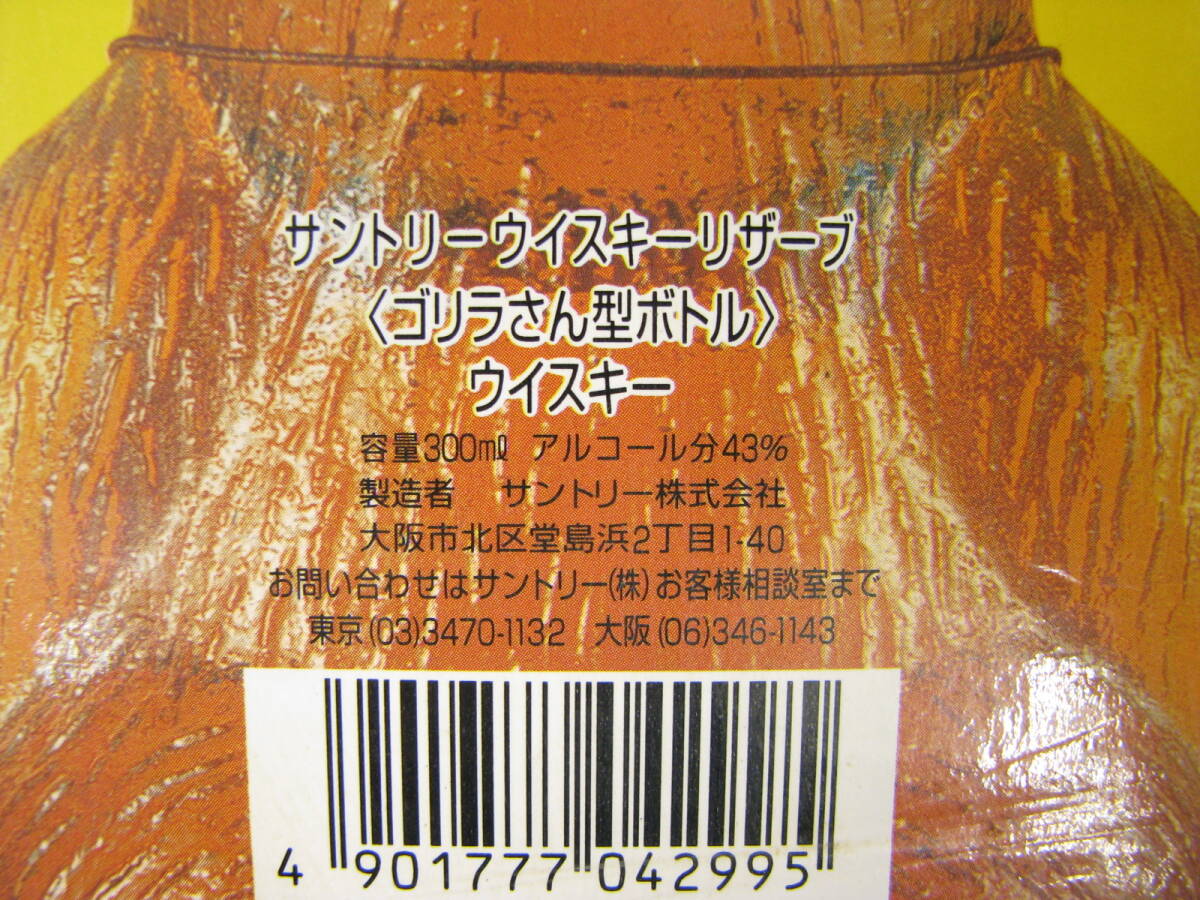 サントリーウイスキーリザーブ
〈ゴリラさん型ボトル〉
ウイスキー
容量300㎖ アルコール分43%
製造者 サントリー株式会社
大阪市北区堂島浜2丁目1-40
お問い合わせはサントリー(株)お客様相談室まで
東京(03)3470-1132 大阪(06)346-1143
4 901777 042995